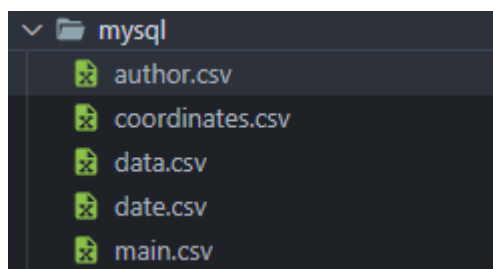 mysql
author.csv
coordinates.csv
data.csv
date.csv
main.csv